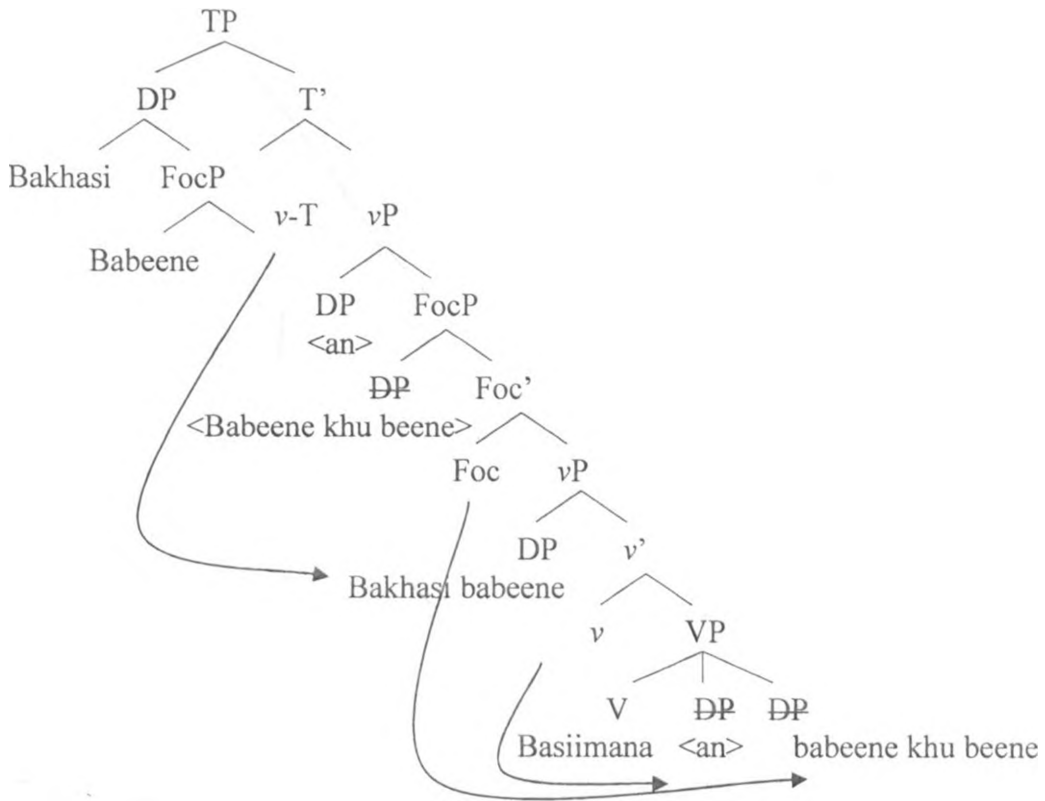 TP
DP T’
Bakhasi FocP
v-T vP
Babeene
DP FocP
<an>
DP Foc’
<Babeene khu beene>
Foc vP
DP v’
Bakhasi babeene
v VP
V DP DP
Basiimana <an> babeene khu beene